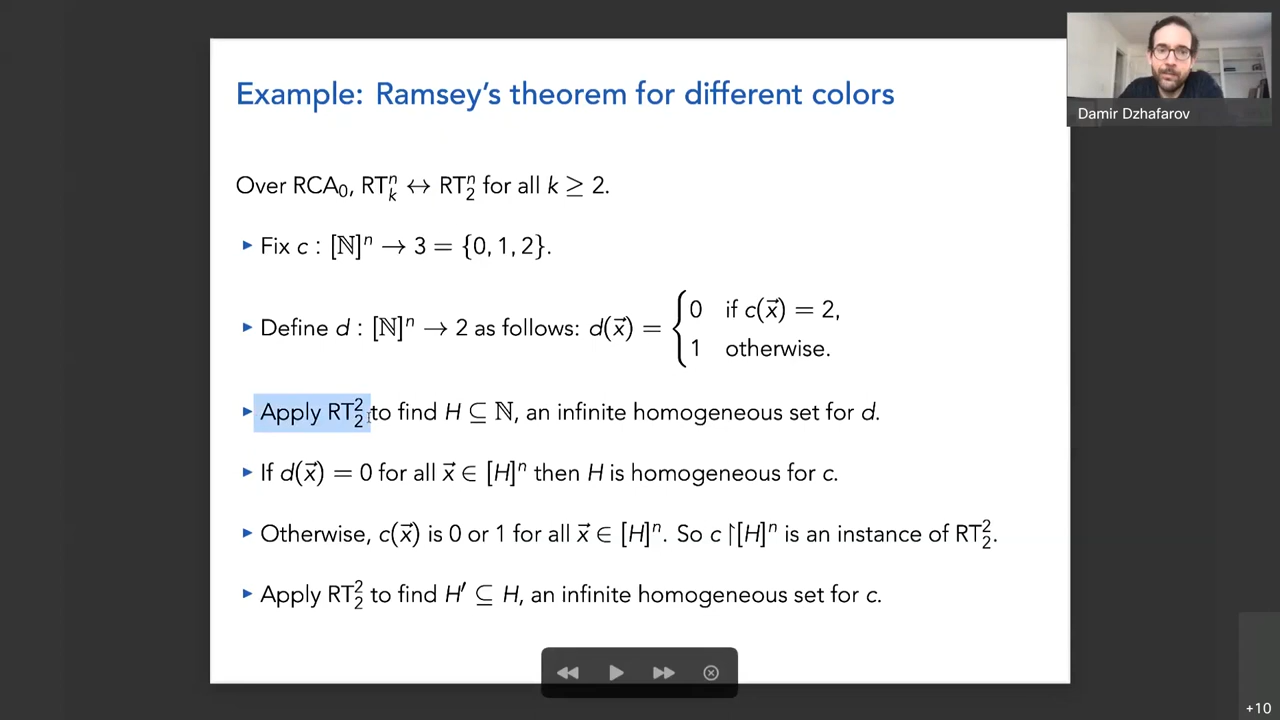 Example: Ramsey's theorem for different colors
Damir Dzhafarov
Over RCA₀, RTⁿₖ ↔ RTⁿ₂ for all k ≥ 2.
▸ Fix c : [ℕ]ⁿ → 3 = {0, 1, 2}.
▸ Define d : [ℕ]ⁿ → 2 as follows: d(x⃗) = { 0 if c(x⃗) = 2,
1 otherwise.
▸ Apply RT²₂ to find H ⊆ ℕ, an infinite homogeneous set for d.
▸ If d(x⃗) = 0 for all x⃗ ∈ [H]ⁿ then H is homogeneous for c.
▸ Otherwise, c(x⃗) is 0 or 1 for all x⃗ ∈ [H]ⁿ. So c↾[H]ⁿ is an instance of RT²₂.
▸ Apply RT²₂ to find H′ ⊆ H, an infinite homogeneous set for c.
+10